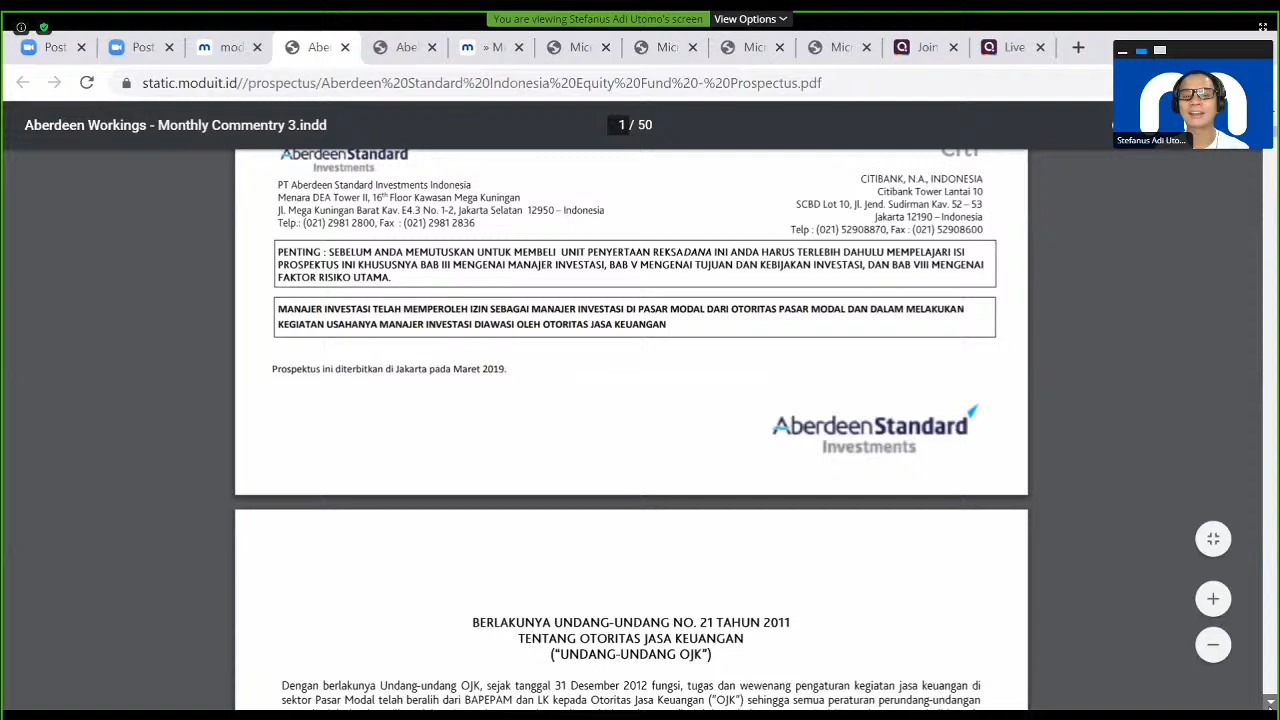 You are viewing Stefanus Adi Utomo's screen View Options
Post
Post
mod
Abe
Abe
» M
Mic
Mic
Mic
Mic
Join
Live
static.moduit.id//prospectus/Aberdeen%20Standard%20Indonesia%20Equity%20Fund%20-%20Prospectus.pdf
Stefanus Adi Uto...
Aberdeen Workings - Monthly Commentry 3.indd
1 / 50
AberdeenStandard
Investments
citi
PT Aberdeen Standard Investments Indonesia
Menara DEA Tower II, 16th Floor Kawasan Mega Kuningan
Jl. Mega Kuningan Barat Kav. E4.3 No. 1-2, Jakarta Selatan 12950 – Indonesia
Telp.: (021) 2981 2800, Fax : (021) 2981 2836
CITIBANK, N.A., INDONESIA
Citibank Tower Lantai 10
SCBD Lot 10, Jl. Jend. Sudirman Kav. 52 – 53
Jakarta 12190 – Indonesia
Telp : (021) 52908870, Fax : (021) 52908600
PENTING : SEBELUM ANDA MEMUTUSKAN UNTUK MEMBELI UNIT PENYERTAAN REKSADANA INI ANDA HARUS TERLEBIH DAHULU MEMPELAJARI ISI
PROSPEKTUS INI KHUSUSNYA BAB III MENGENAI MANAJER INVESTASI, BAB V MENGENAI TUJUAN DAN KEBIJAKAN INVESTASI, DAN BAB VIII MENGENAI
FAKTOR RISIKO UTAMA.
MANAJER INVESTASI TELAH MEMPEROLEH IZIN SEBAGAI MANAJER INVESTASI DI PASAR MODAL DARI OTORITAS PASAR MODAL DAN DALAM MELAKUKAN
KEGIATAN USAHANYA MANAJER INVESTASI DIAWASI OLEH OTORITAS JASA KEUANGAN
Prospektus ini diterbitkan di Jakarta pada Maret 2019.
AberdeenStandard
Investments
BERLAKUNYA UNDANG-UNDANG NO. 21 TAHUN 2011
TENTANG OTORITAS JASA KEUANGAN
(“UNDANG-UNDANG OJK”)
Dengan berlakunya Undang-undang OJK, sejak tanggal 31 Desember 2012 fungsi, tugas dan wewenang pengaturan kegiatan jasa keuangan di
sektor Pasar Modal telah beralih dari BAPEPAM dan LK kepada Otoritas Jasa Keuangan (“OJK”) sehingga semua peraturan perundang-undangan